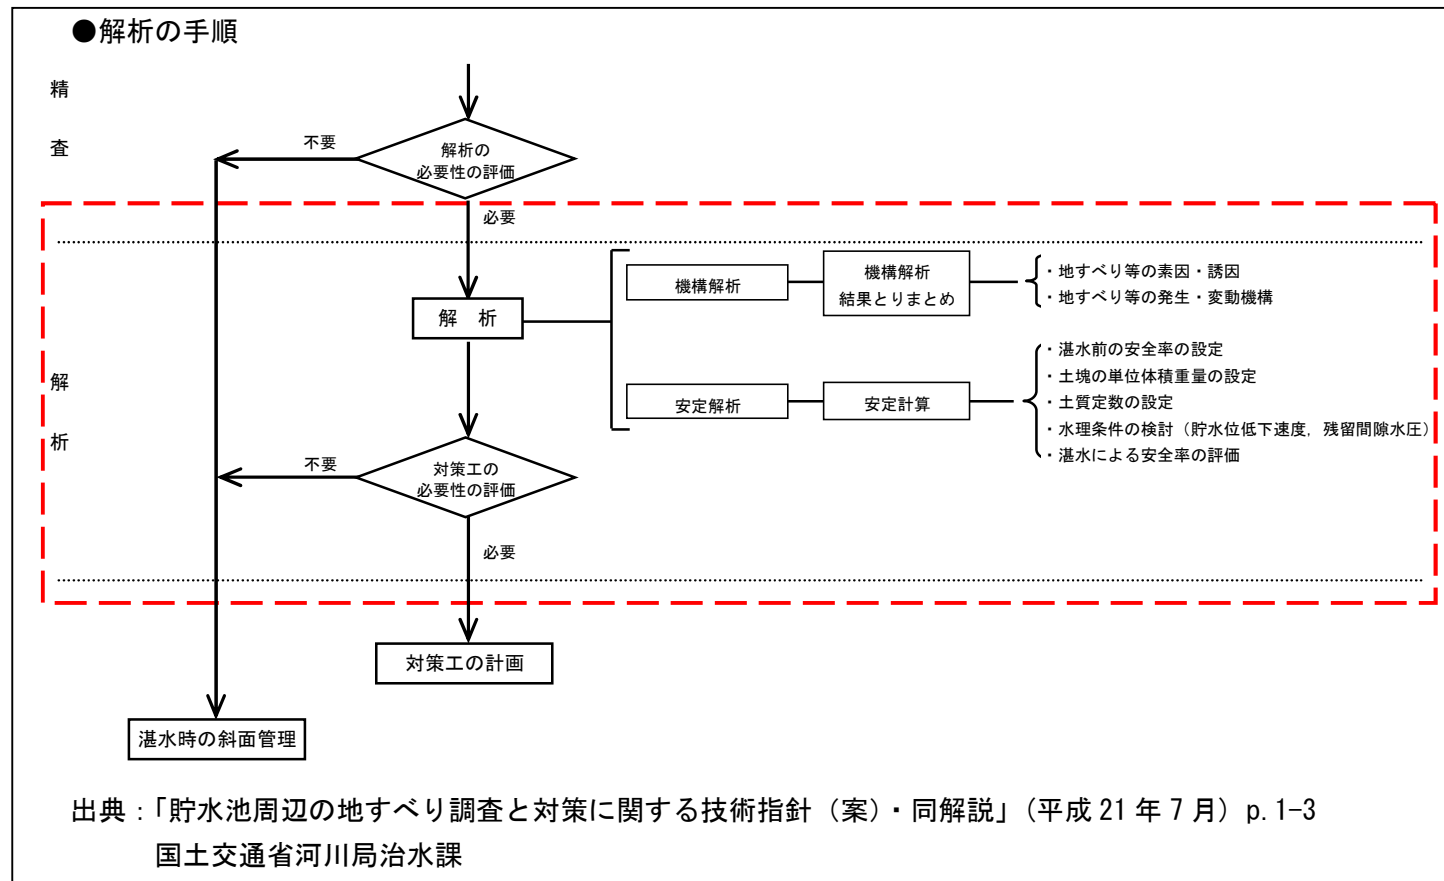 ●解析の手順
精
査
不要
解析の
必要性の評価
必要
機構解析
機構解析
結果とりまとめ
・地すべり等の素因・誘因
・地すべり等の発生・変動機構
解 析
解
析
安定解析
安定計算
・湛水前の安全率の設定
・土塊の単位体積重量の設定
・土質定数の設定
・水理条件の検討（貯水位低下速度，残留間隙水圧）
・湛水による安全率の評価
不要
対策工の
必要性の評価
必要
対策工の計画
湛水時の斜面管理
出典：「貯水池周辺の地すべり調査と対策に関する技術指針（案）・同解説」（平成 21 年 7 月）p.1-3
国土交通省河川局治水課